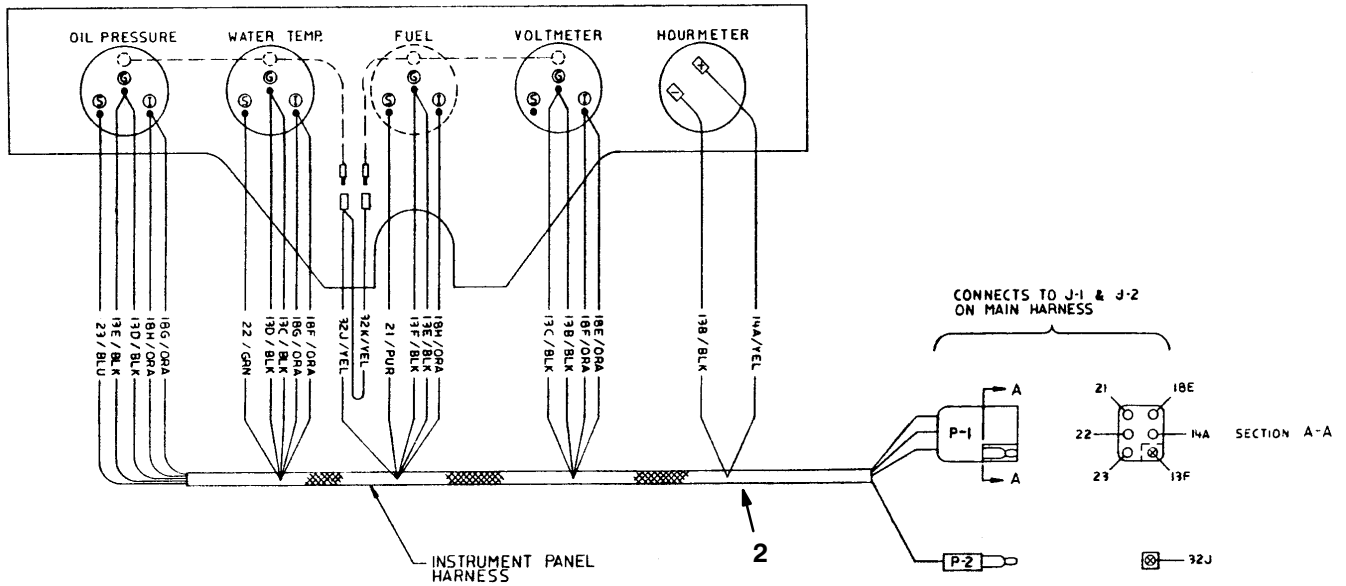 OIL PRESSURE
WATER TEMP.
FUEL
VOLTMETER
HOURMETER
G
G
G
G
+
S
I
S
I
S
I
S
I
-
23/BLU
13E/BLK
13D/BLK
18H/ORA
18G/ORA
22/GRN
13D/BLK
13C/BLK
18G/ORA
18F/ORA
32J/YEL
32K/YEL
21/PUR
13F/BLK
13E/BLK
18H/ORA
13C/BLK
13B/BLK
18F/ORA
18E/ORA
13B/BLK
14A/YEL
CONNECTS TO J-1 & J-2
ON MAIN HARNESS
A
P-1
A
21
18E
22
14A
23
13F
SECTION A-A
2
INSTRUMENT PANEL
HARNESS
P-2
32J